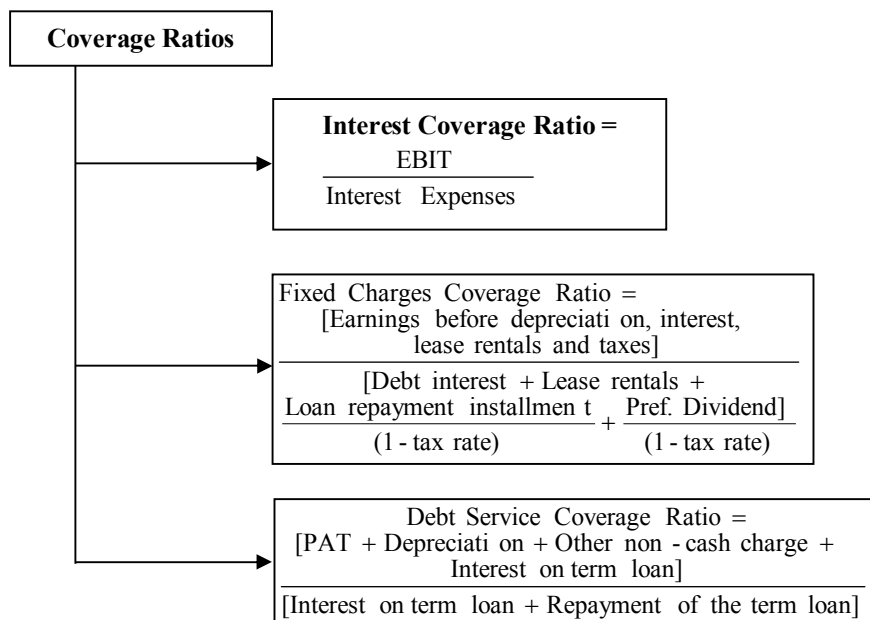 Coverage Ratios
Interest Coverage Ratio =
EBIT
Interest Expenses
Fixed Charges Coverage Ratio =
[Earnings before depreciati on, interest,
lease rentals and taxes]
[Debt interest + Lease rentals +
Loan repayment installmen t + Pref. Dividend]
(1 - tax rate) (1 - tax rate)
Debt Service Coverage Ratio =
[PAT + Depreciati on + Other non - cash charge +
Interest on term loan]
[Interest on term loan + Repayment of the term loan]